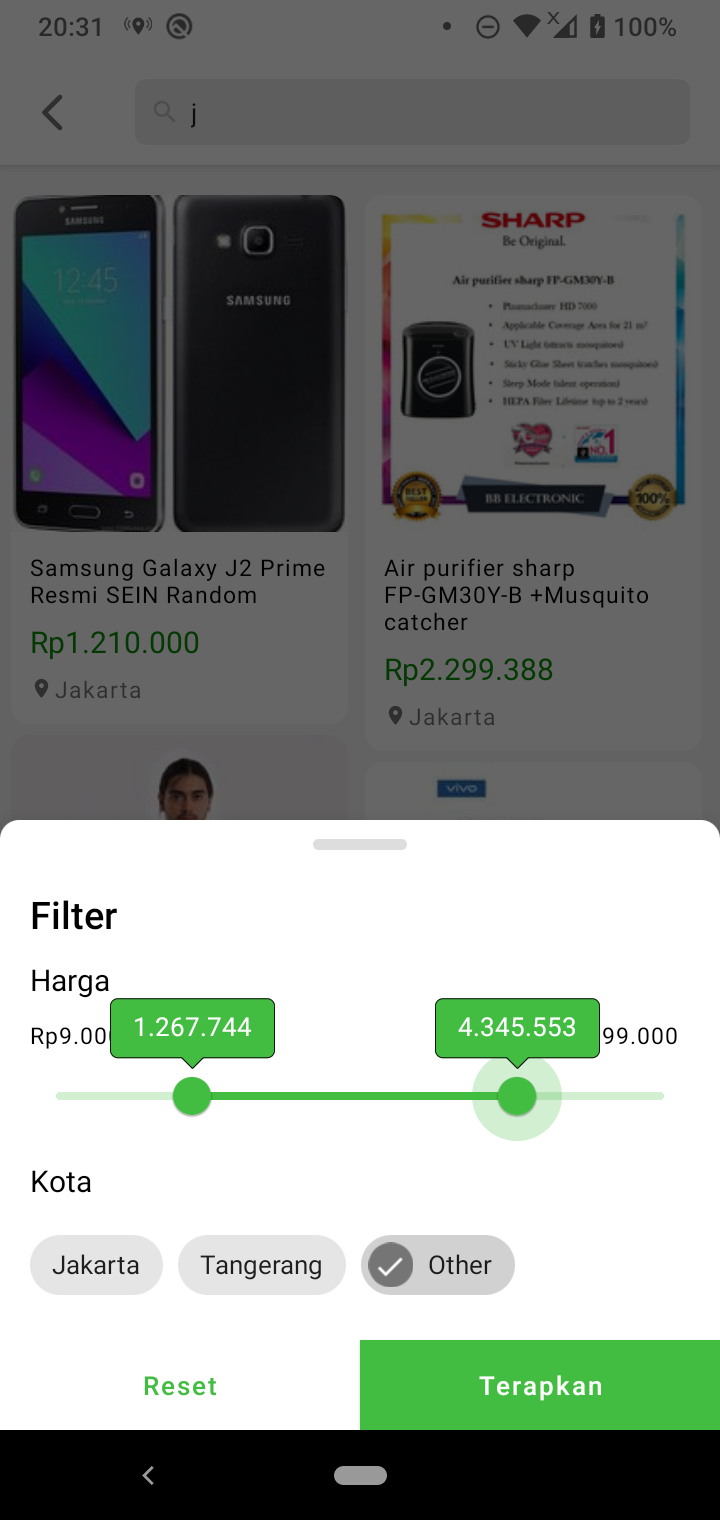 20:31
100%
j
SAMSUNG
12:45
SAMSUNG
SHARP
Be Original.
Air purifier sharp FP-GM30Y-B
• Plasmacluster HD 7000
• Applicable Coverage Area for 21 m²
• UV Light (attracts mosquitoes)
• Sticky Glue Sheet (catches mosquitoes)
• Sleep Mode (silent operation)
• HEPA Filter Lifetime (up to 2 years)
NO.1
BEST SELLER
BB ELECTRONIC
100%
Samsung Galaxy J2 Prime
Resmi SEIN Random
Rp1.210.000
Jakarta
Air purifier sharp
FP-GM30Y-B +Musquito
catcher
Rp2.299.388
Jakarta
vivo
Filter
Harga
Rp9.00
1.267.744
4.345.553
99.000
Kota
Jakarta
Tangerang
Other
Reset
Terapkan